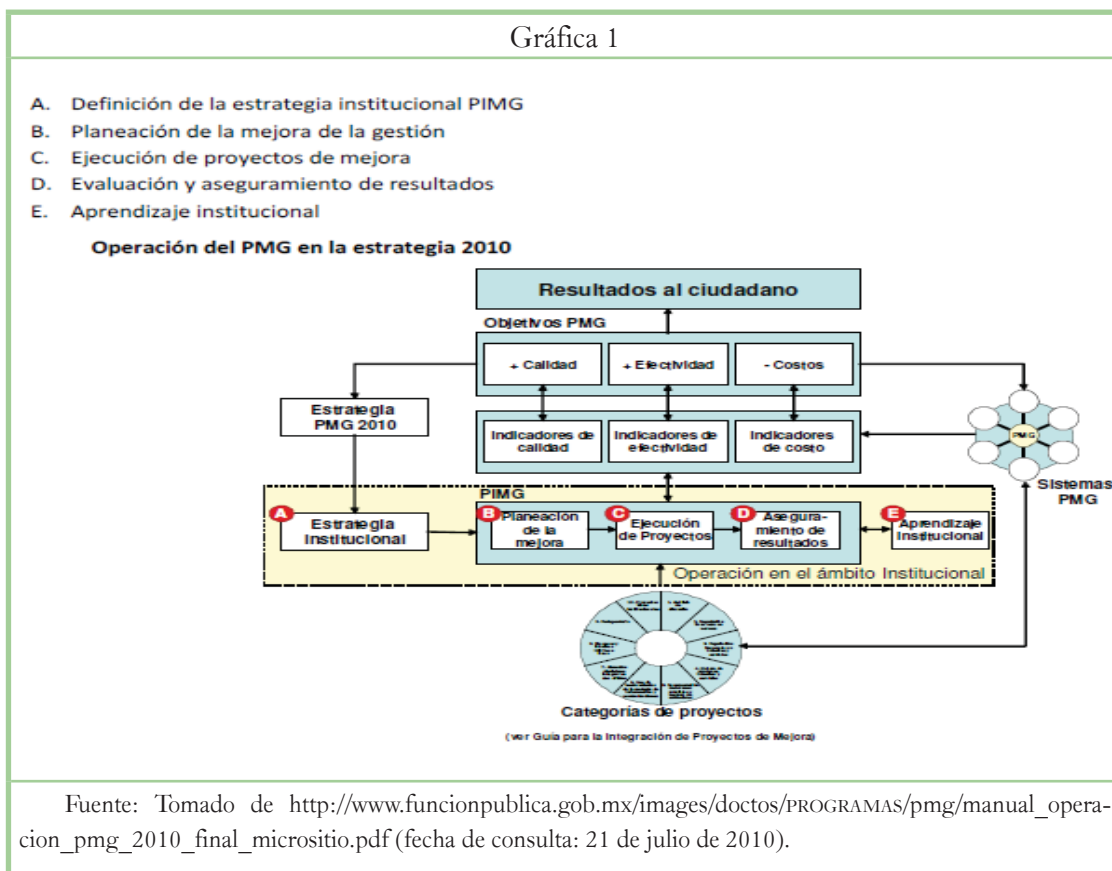 Gráfica 1
A. Definición de la estrategia institucional PIMG
B. Planeación de la mejora de la gestión
C. Ejecución de proyectos de mejora
D. Evaluación y aseguramiento de resultados
E. Aprendizaje institucional
Operación del PMG en la estrategia 2010
Resultados al ciudadano
Objetivos PMG
+ Calidad
+ Efectividad
- Costos
Estrategia
PMG 2010
Indicadores de
calidad
Indicadores de
efectividad
Indicadores
de costo
PMG
Sistemas
PMG
PIMG
A
Estrategia
Institucional
B
Planeación
de la
mejora
C
Ejecución
de Proyectos
D
Asegura-
miento de
resultados
E
Aprendizaje
Institucional
Operación en el ámbito Institucional
Categorías de proyectos
(ver Guía para la Integración de Proyectos de Mejora)
Fuente: Tomado de http://www.funcionpublica.gob.mx/images/doctos/PROGRAMAS/pmg/manual_opera-
cion_pmg_2010_final_micrositio.pdf (fecha de consulta: 21 de julio de 2010).